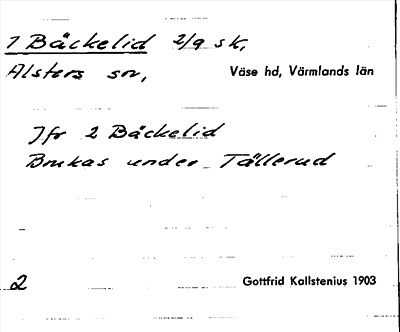 1 Bäckelid 2/9 sk,
Alsters sn, Väse hd, Värmlands län
Jfr 2 Bäckelid
Brukas under Tällerud
2 Gottfrid Kallstenius 1903